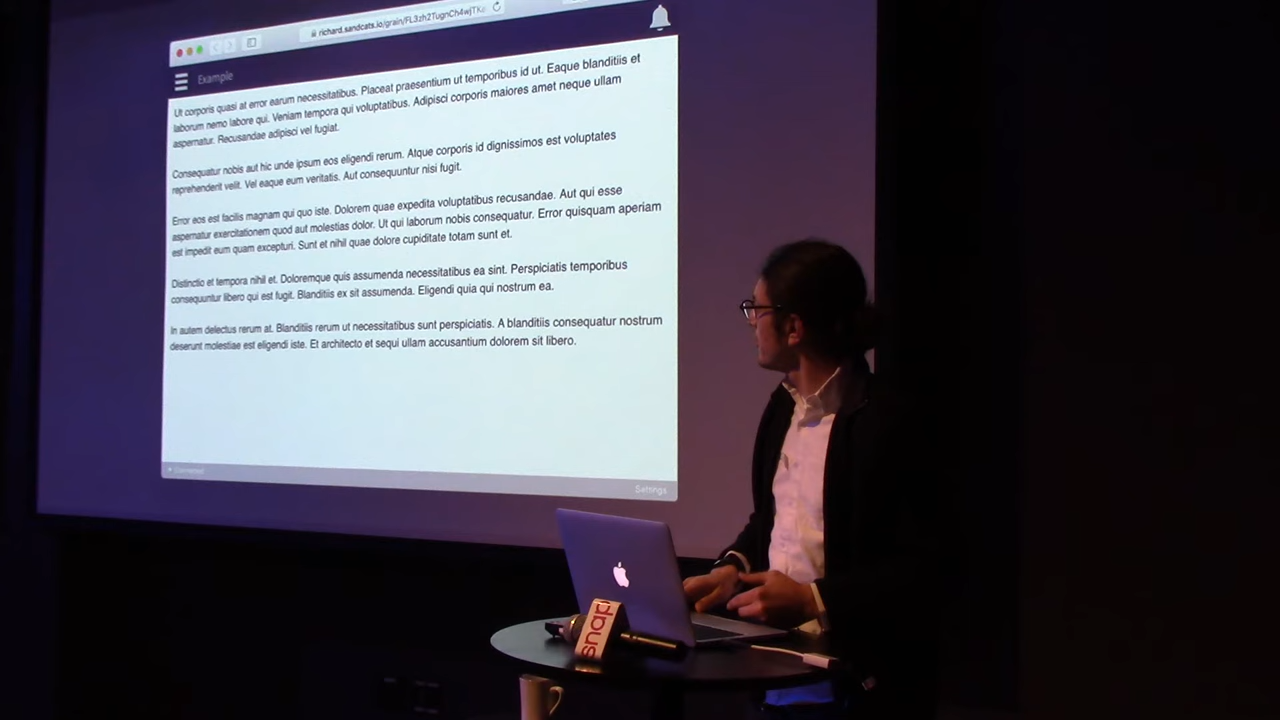 richard.sandcats.io/grain/FL3zh2TugnCh4wjTKz
Example
Ut corporis quasi at error earum necessitatibus. Placeat praesentium ut temporibus id ut. Eaque blanditiis et
laborum nemo labore qui. Veniam tempora qui voluptatibus. Adipisci corporis maiores amet neque ullam
aspernatur. Recusandae adipisci vel fugiat.
Consequatur nobis aut hic unde ipsum eos eligendi rerum. Atque corporis id dignissimos est voluptates
reprehenderit velit. Vel eaque eum veritatis. Aut consequuntur nisi fugit.
Error eos est facilis magnam qui quo iste. Dolorem quae expedita voluptatibus recusandae. Aut qui esse
aspernatur exercitationem quod aut molestias dolor. Ut qui laborum nobis consequatur. Error quisquam aperiam
est impedit eum quam excepturi. Sunt et nihil quae dolore cupiditate totam sunt et.
Distinctio et tempora nihil et. Doloremque quis assumenda necessitatibus ea sint. Perspiciatis temporibus
consequuntur libero qui est fugit. Blanditiis ex sit assumenda. Eligendi quia qui nostrum ea.
In autem delectus rerum at. Blanditiis rerum ut necessitatibus sunt perspiciatis. A blanditiis consequatur nostrum
deserunt molestiae est eligendi iste. Et architecto et sequi ullam accusantium dolorem sit libero.
Connected
Settings
snap